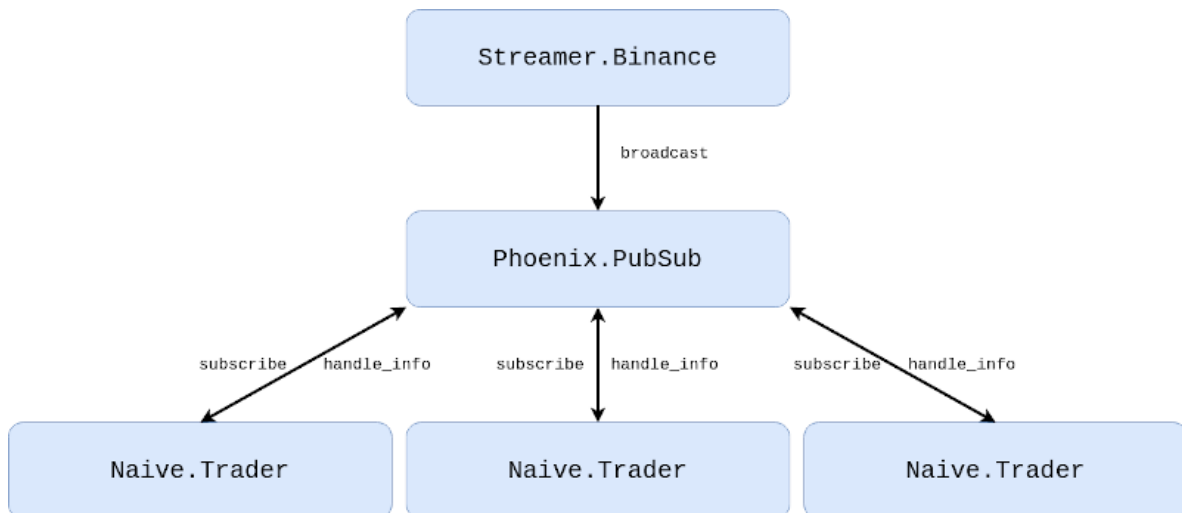 Streamer.Binance
broadcast
Phoenix.PubSub
subscribe handle_info subscribe handle_info subscribe handle_info
Naive.Trader Naive.Trader Naive.Trader